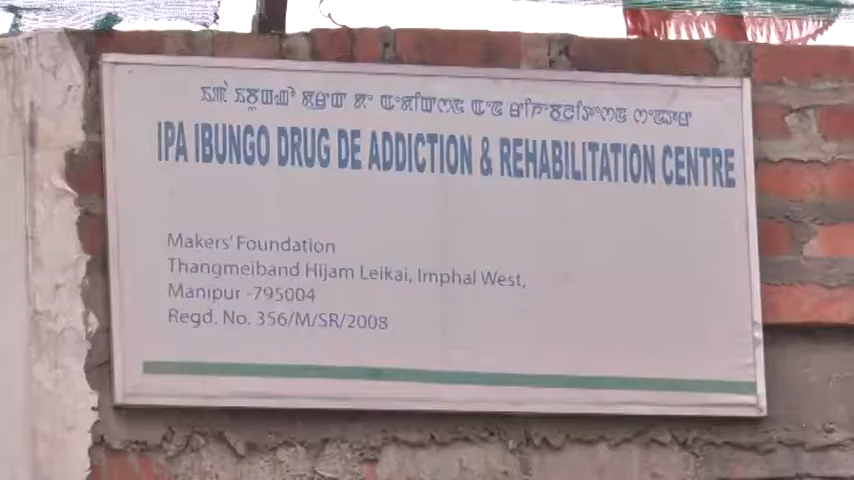 IPA IBUNGO DRUG DE ADDICTION & REHABILITATION CENTRE
Makers' Foundation
Thangmeiband Hijam Leikai, Imphal West,
Manipur -795004
Regd. No. 356/M/SR/2008